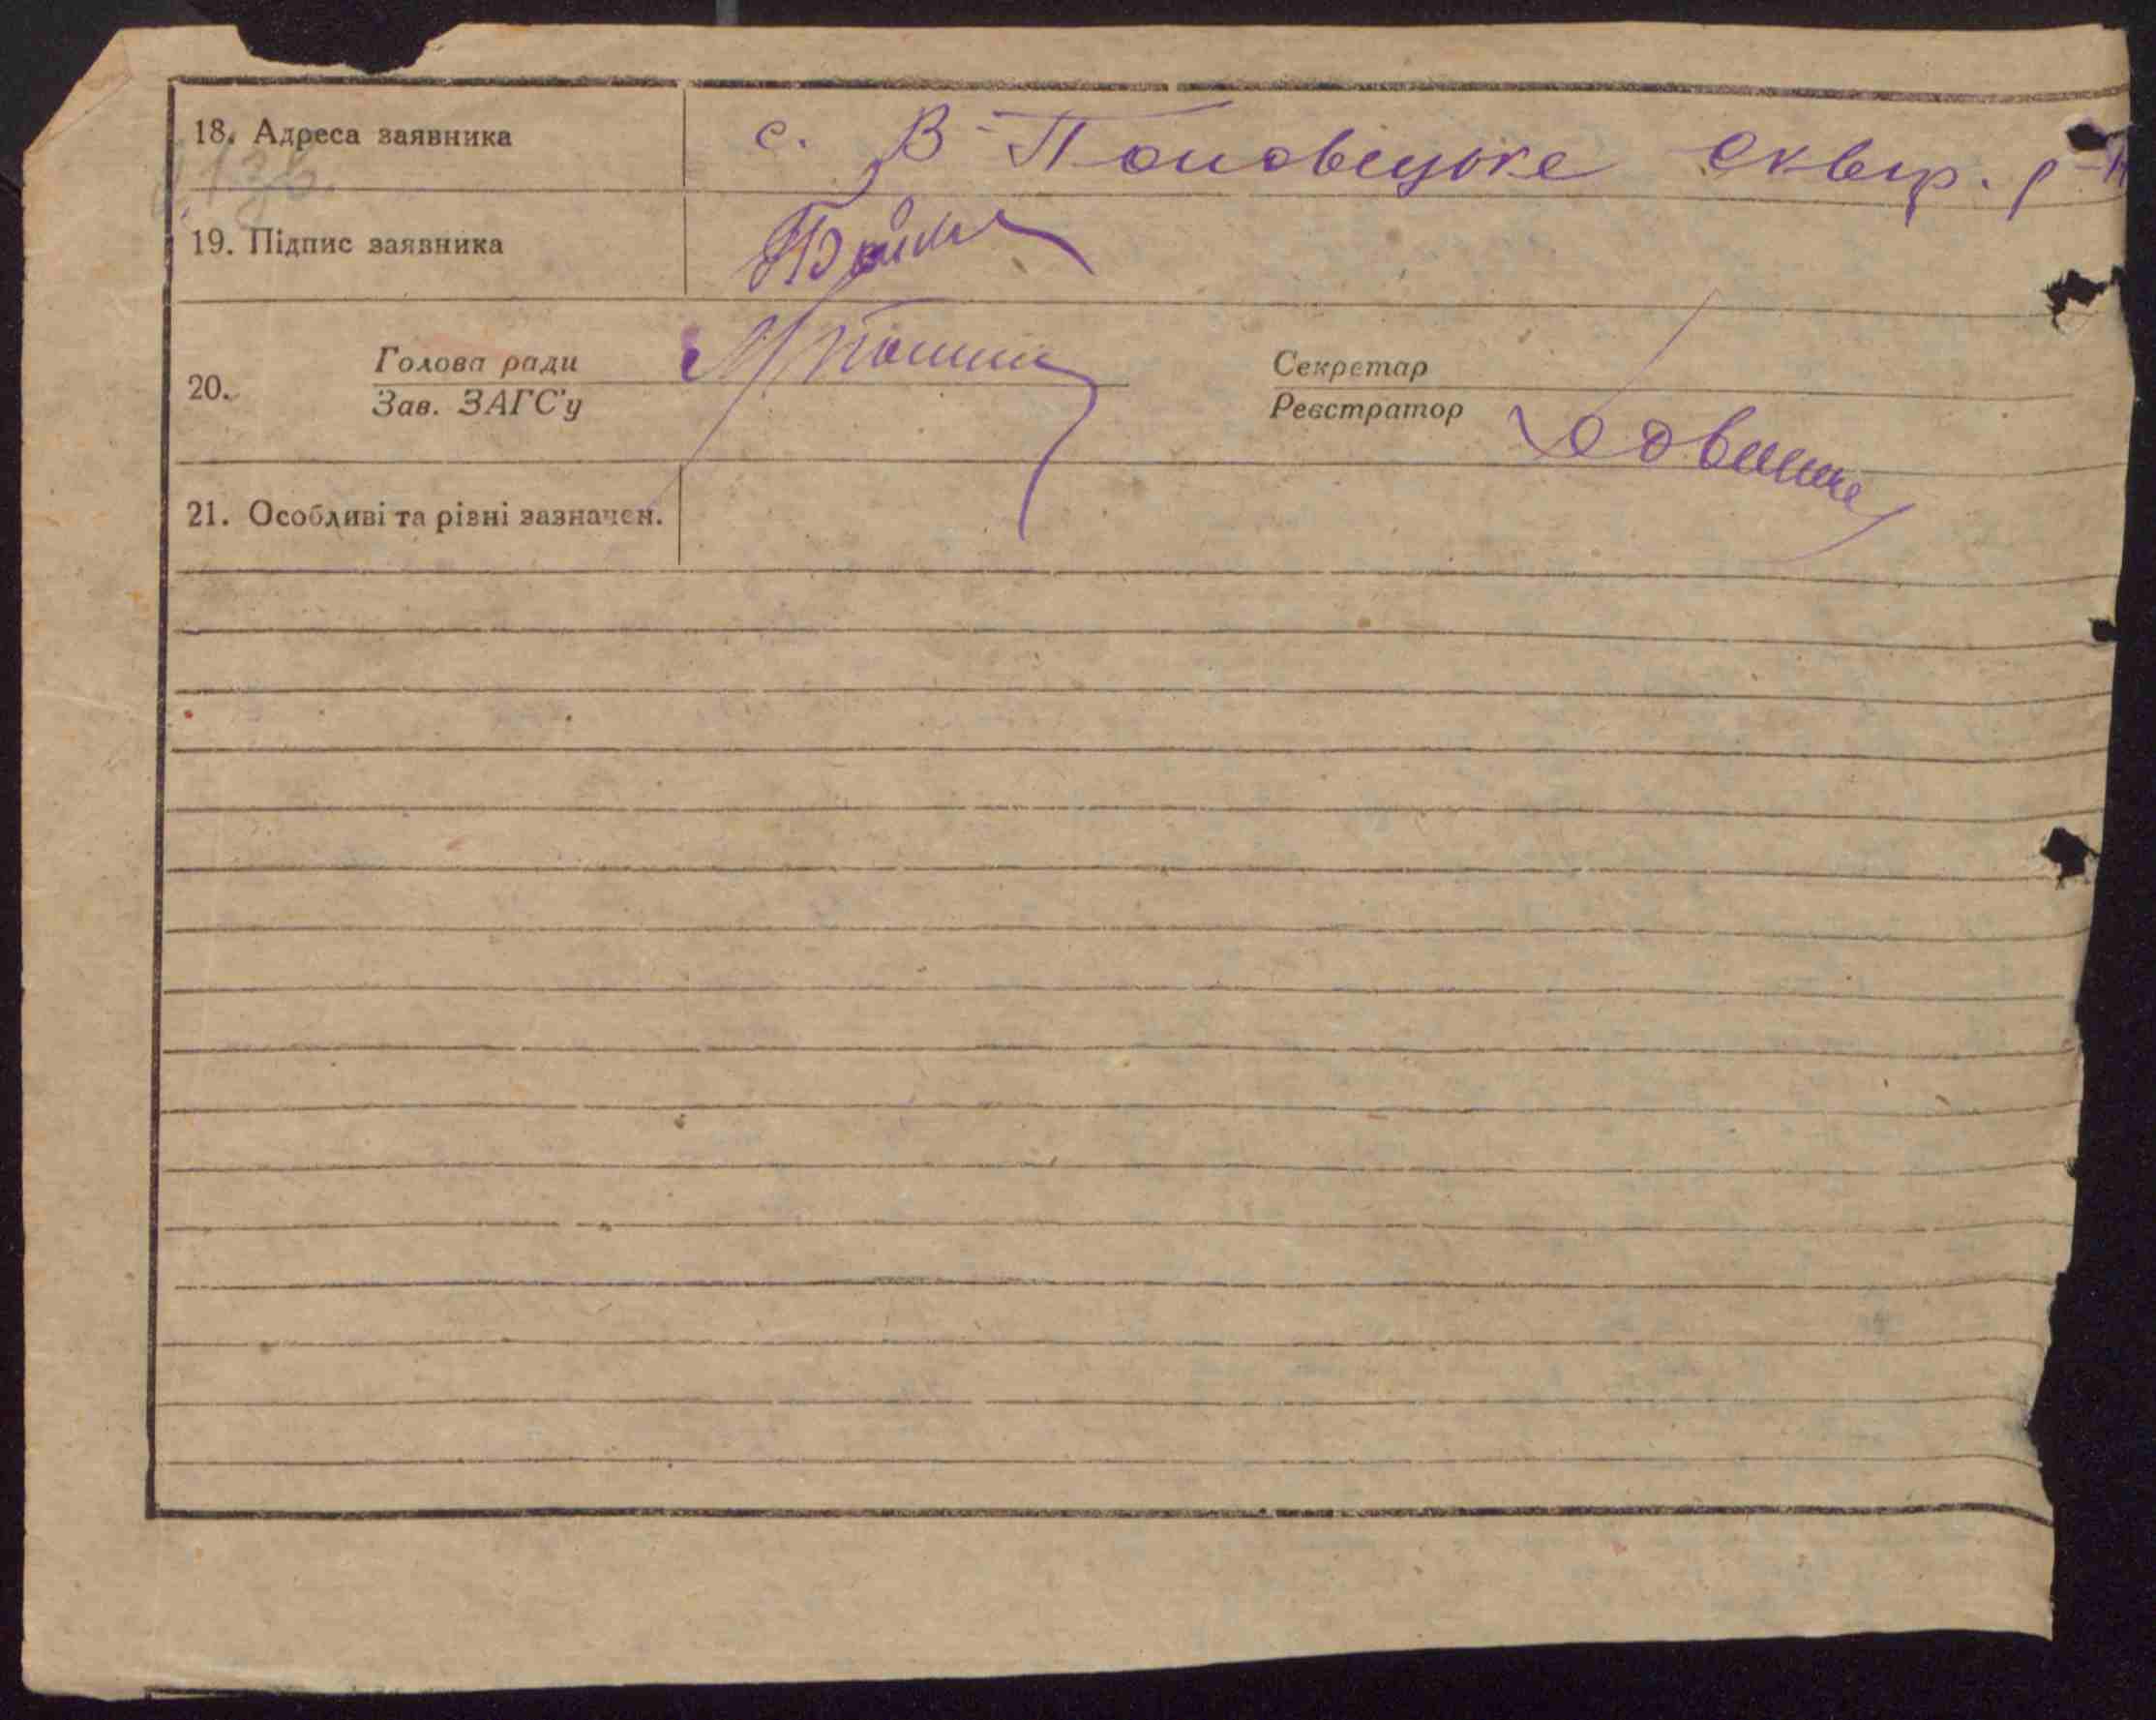 18. Адреса заявника с. В-Половецьке Сквир. р-н
19. Підпис заявника
Голова ради Секретар
20.
Зав. ЗАГС'у Реєстратор
21. Особливі та різні зазначен.